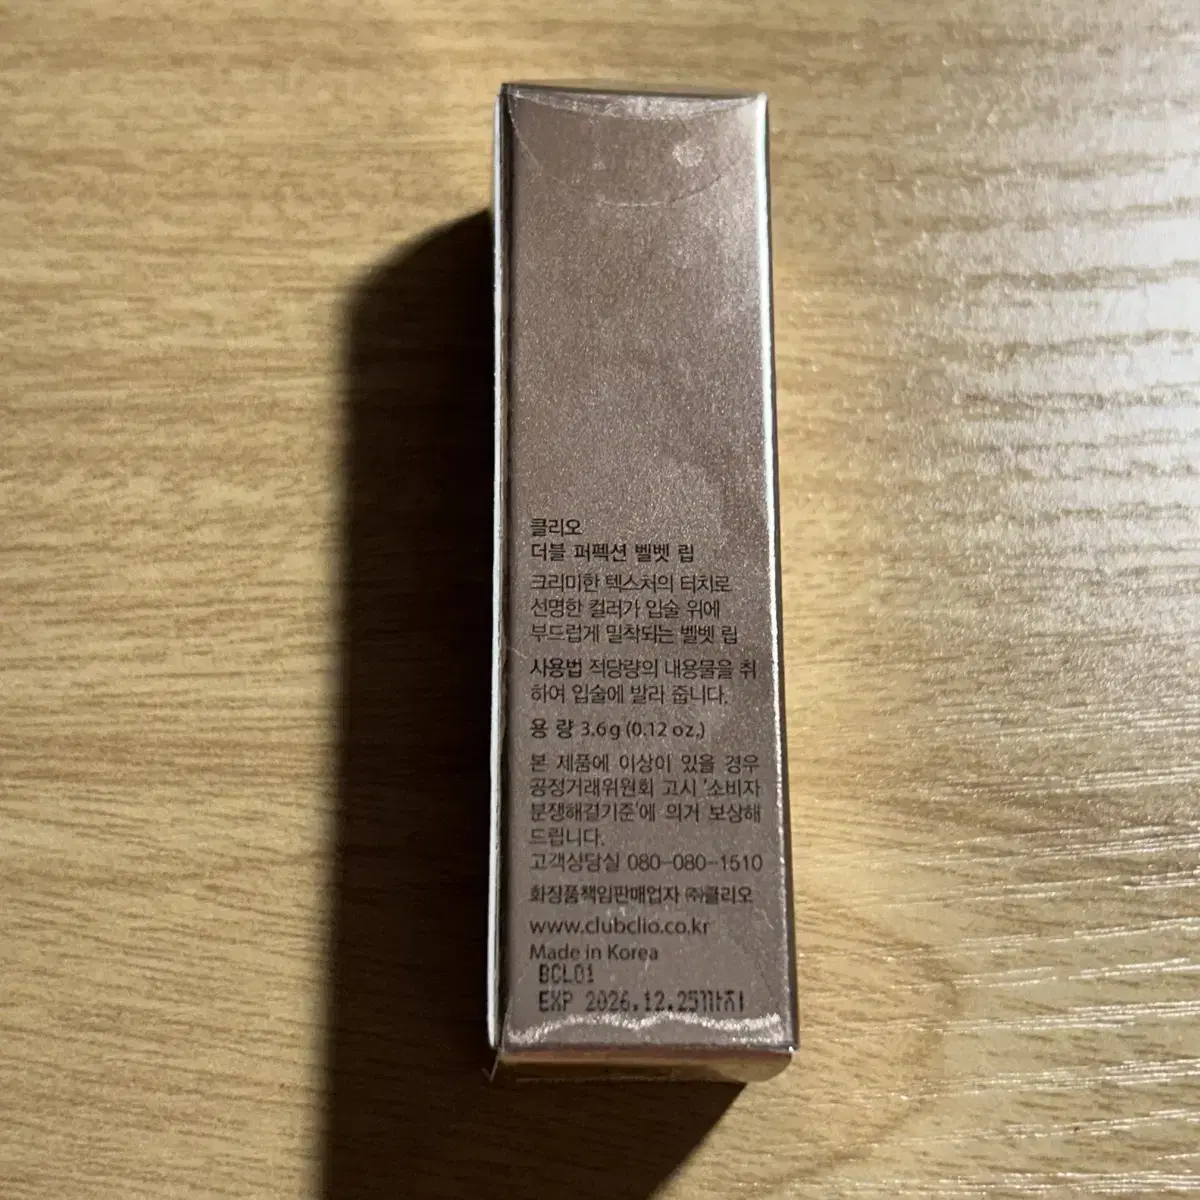 클리오
더블 퍼펙션 벨벳 립
크리미한 텍스처의 터치로
선명한 컬러가 입술 위에
부드럽게 밀착되는 벨벳 립
사용법 적당량의 내용물을 취
하여 입술에 발라 줍니다.
용 량 3.6g (0.12 oz.)
본 제품에 이상이 있을 경우
공정거래위원회 고시 '소비자
분쟁해결기준'에 의거 보상해
드립니다.
고객상담실 080-080-1510
화장품책임판매업자 ㈜클리오
www.clubclio.co.kr
Made in Korea
BCL01
EXP 2026.12.25까지